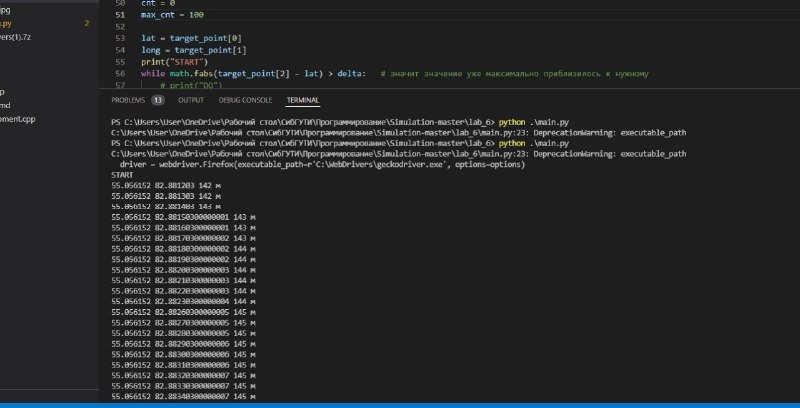 jpg
.py 2
ers(1).7z
p
md
oment.cpp
50 cnt = 0
51 max_cnt = 100
52
53 lat = target_point[0]
54 long = target_point[1]
55 print("START")
56 while math.fabs(target_point[2] - lat) > delta: # значит значение уже максимально приблизилось к нужному
57 # print("DO")
PROBLEMS 13 OUTPUT DEBUG CONSOLE TERMINAL
PS C:\Users\User\OneDrive\Рабочий стол\СибГУТИ\Программирование\Simulation-master\lab_6> python .\main.py
C:\Users\User\OneDrive\Рабочий стол\СибГУТИ\Программирование\Simulation-master\lab_6\main.py:23: DeprecationWarning: executable_path
PS C:\Users\User\OneDrive\Рабочий стол\СибГУТИ\Программирование\Simulation-master\lab_6> python .\main.py
C:\Users\User\OneDrive\Рабочий стол\СибГУТИ\Программирование\Simulation-master\lab_6\main.py:23: DeprecationWarning: executable_path
driver = webdriver.Firefox(executable_path=r'C:\WebDrivers\geckodriver.exe', options=options)
START
55.056152 82.881203 142 м
55.056152 82.881303 142 м
55.056152 82.881403 143 м
55.056152 82.88150300000001 143 м
55.056152 82.88160300000001 143 м
55.056152 82.88170300000002 143 м
55.056152 82.88180300000002 144 м
55.056152 82.88190300000002 144 м
55.056152 82.88200300000003 144 м
55.056152 82.88210300000003 144 м
55.056152 82.88220300000003 144 м
55.056152 82.88230300000004 144 м
55.056152 82.88260300000005 145 м
55.056152 82.88270300000005 145 м
55.056152 82.88280300000005 145 м
55.056152 82.88290300000006 145 м
55.056152 82.88300300000006 145 м
55.056152 82.88310300000006 145 м
55.056152 82.88320300000007 145 м
55.056152 82.88330300000007 145 м
55.056152 82.88340300000007 145 м